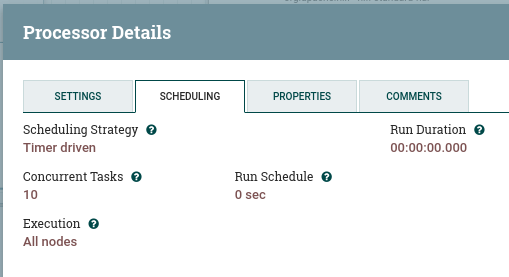 Processor Details
SETTINGS SCHEDULING PROPERTIES COMMENTS
Scheduling Strategy ? Run Duration ?
Timer driven 00:00:00.000
Concurrent Tasks ? Run Schedule ?
10 0 sec
Execution ?
All nodes